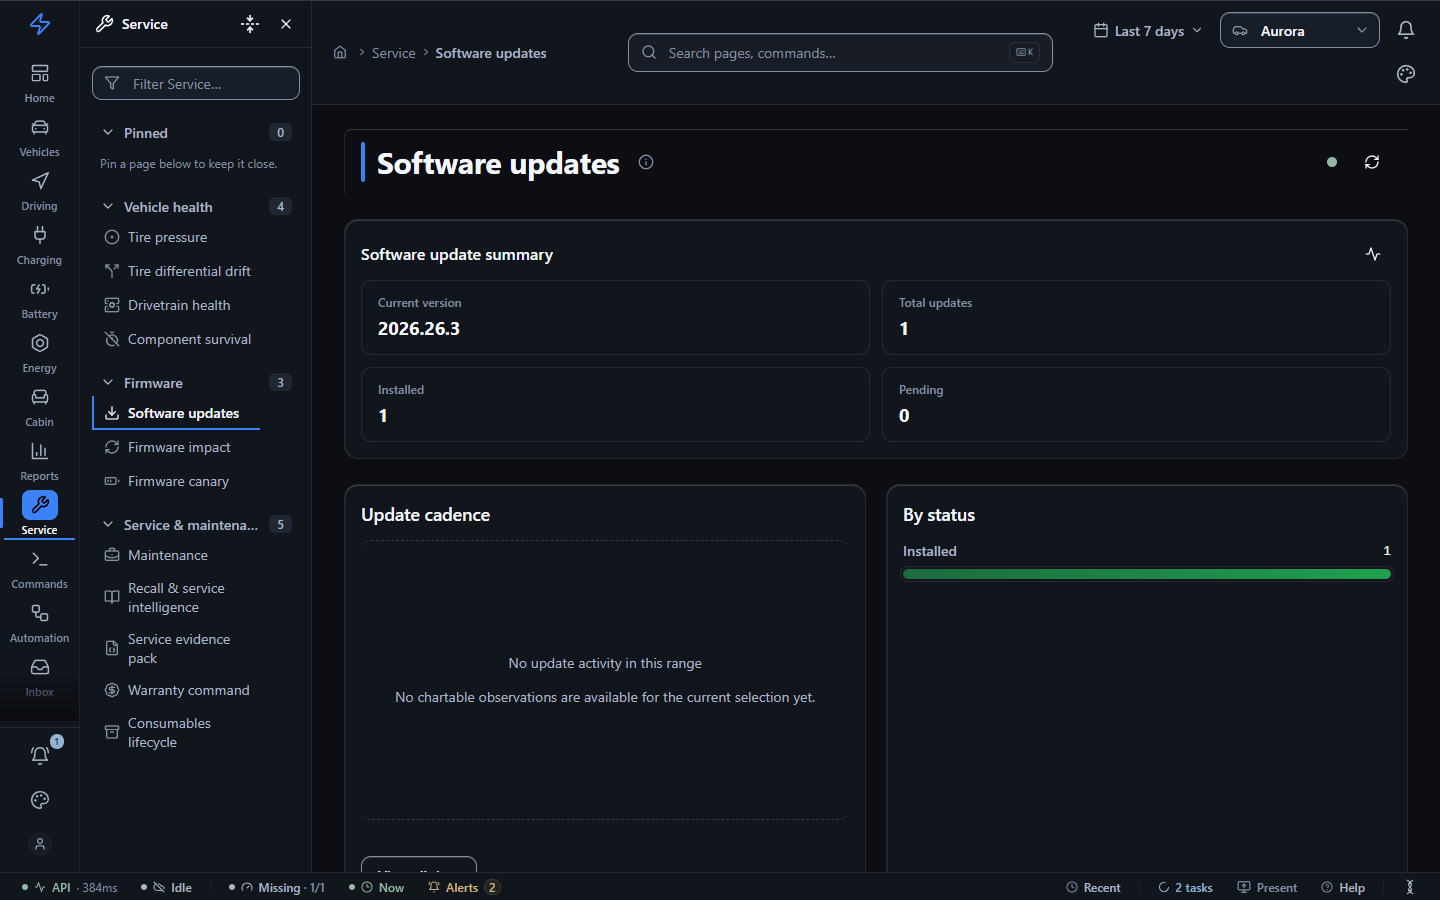 Service
Home
Vehicles
Driving
Charging
Battery
Energy
Cabin
Reports
Service
Commands
Automation
Inbox
1
Filter Service...
Pinned 0
Pin a page below to keep it close.
Vehicle health 4
Tire pressure
Tire differential drift
Drivetrain health
Component survival
Firmware 3
Software updates
Firmware impact
Firmware canary
Service & maintena... 5
Maintenance
Recall & service
intelligence
Service evidence
pack
Warranty command
Consumables
lifecycle
Service
Software updates
Search pages, commands...
K
Last 7 days
Aurora
Software updates
Software update summary
Current version
2026.26.3
Total updates
1
Installed
1
Pending
0
Update cadence
No update activity in this range
No chartable observations are available for the current selection yet.
By status
Installed 1
API · 384ms
Idle
Missing · 1/1
Now
Alerts 2
Recent
2 tasks
Present
Help